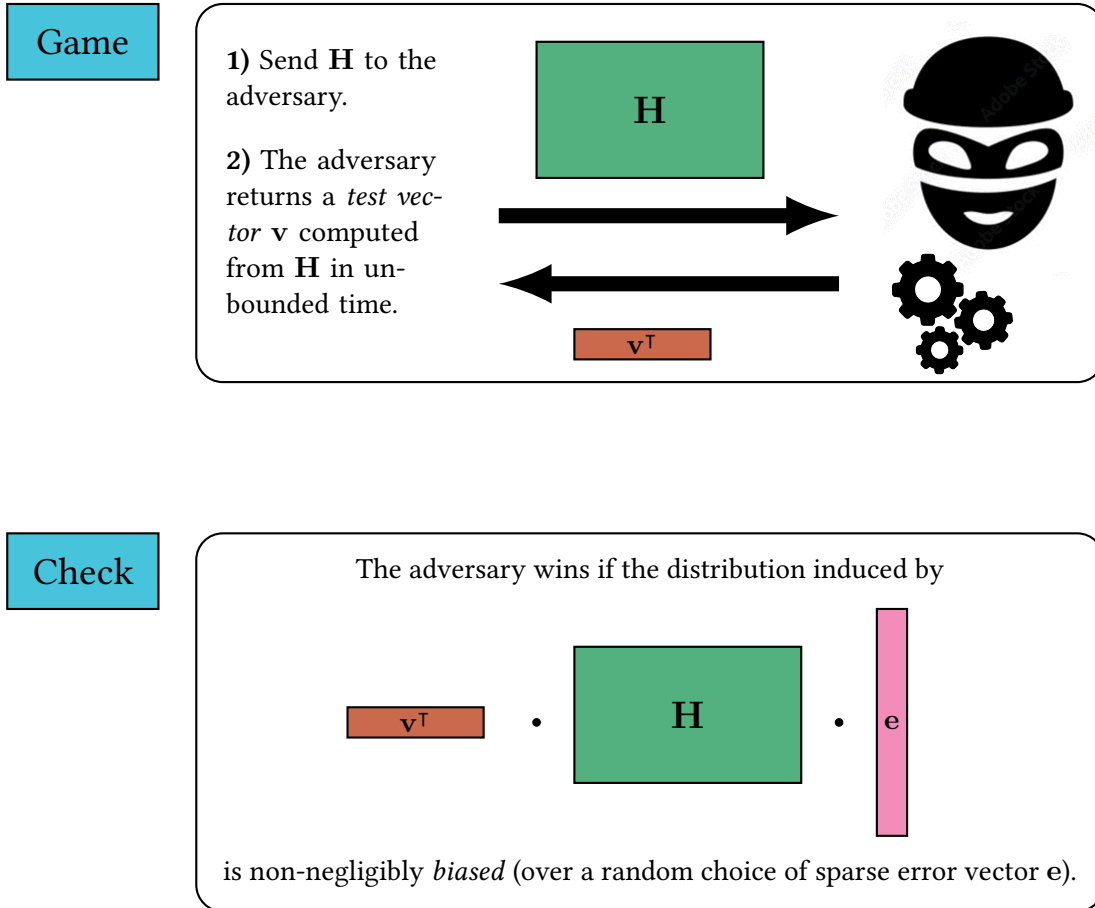 Game
1) Send H to the
adversary.
2) The adversary
returns a test vec-
tor v computed
from H in un-
bounded time.
H
v⊤
Adobe Stock
Check
The adversary wins if the distribution induced by
v⊤ · H · e
is non-negligibly biased (over a random choice of sparse error vector e).